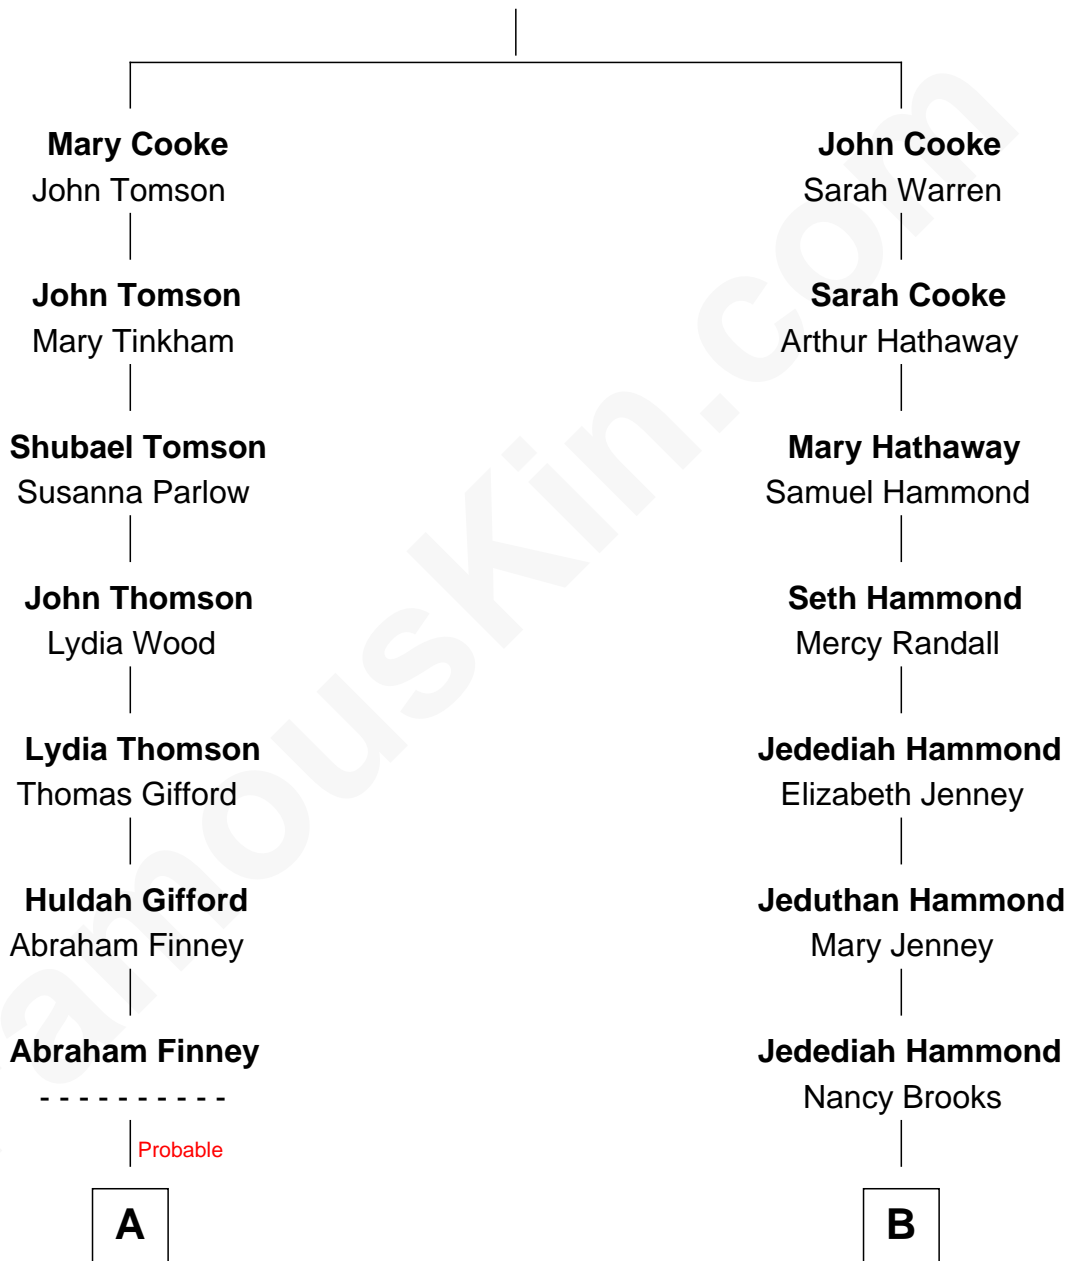 Mary Cooke
John Tomson
John Tomson
Mary Tinkham
Shubael Tomson
Susanna Parlow
John Thomson
Lydia Wood
Lydia Thomson
Thomas Gifford
Huldah Gifford
Abraham Finney
Abraham Finney
- - - - - - - - - -
Probable
A
John Cooke
Sarah Warren
Sarah Cooke
Arthur Hathaway
Mary Hathaway
Samuel Hammond
Seth Hammond
Mercy Randall
Jedediah Hammond
Elizabeth Jenney
Jeduthan Hammond
Mary Jenney
Jedediah Hammond
Nancy Brooks
B
amouskin.com